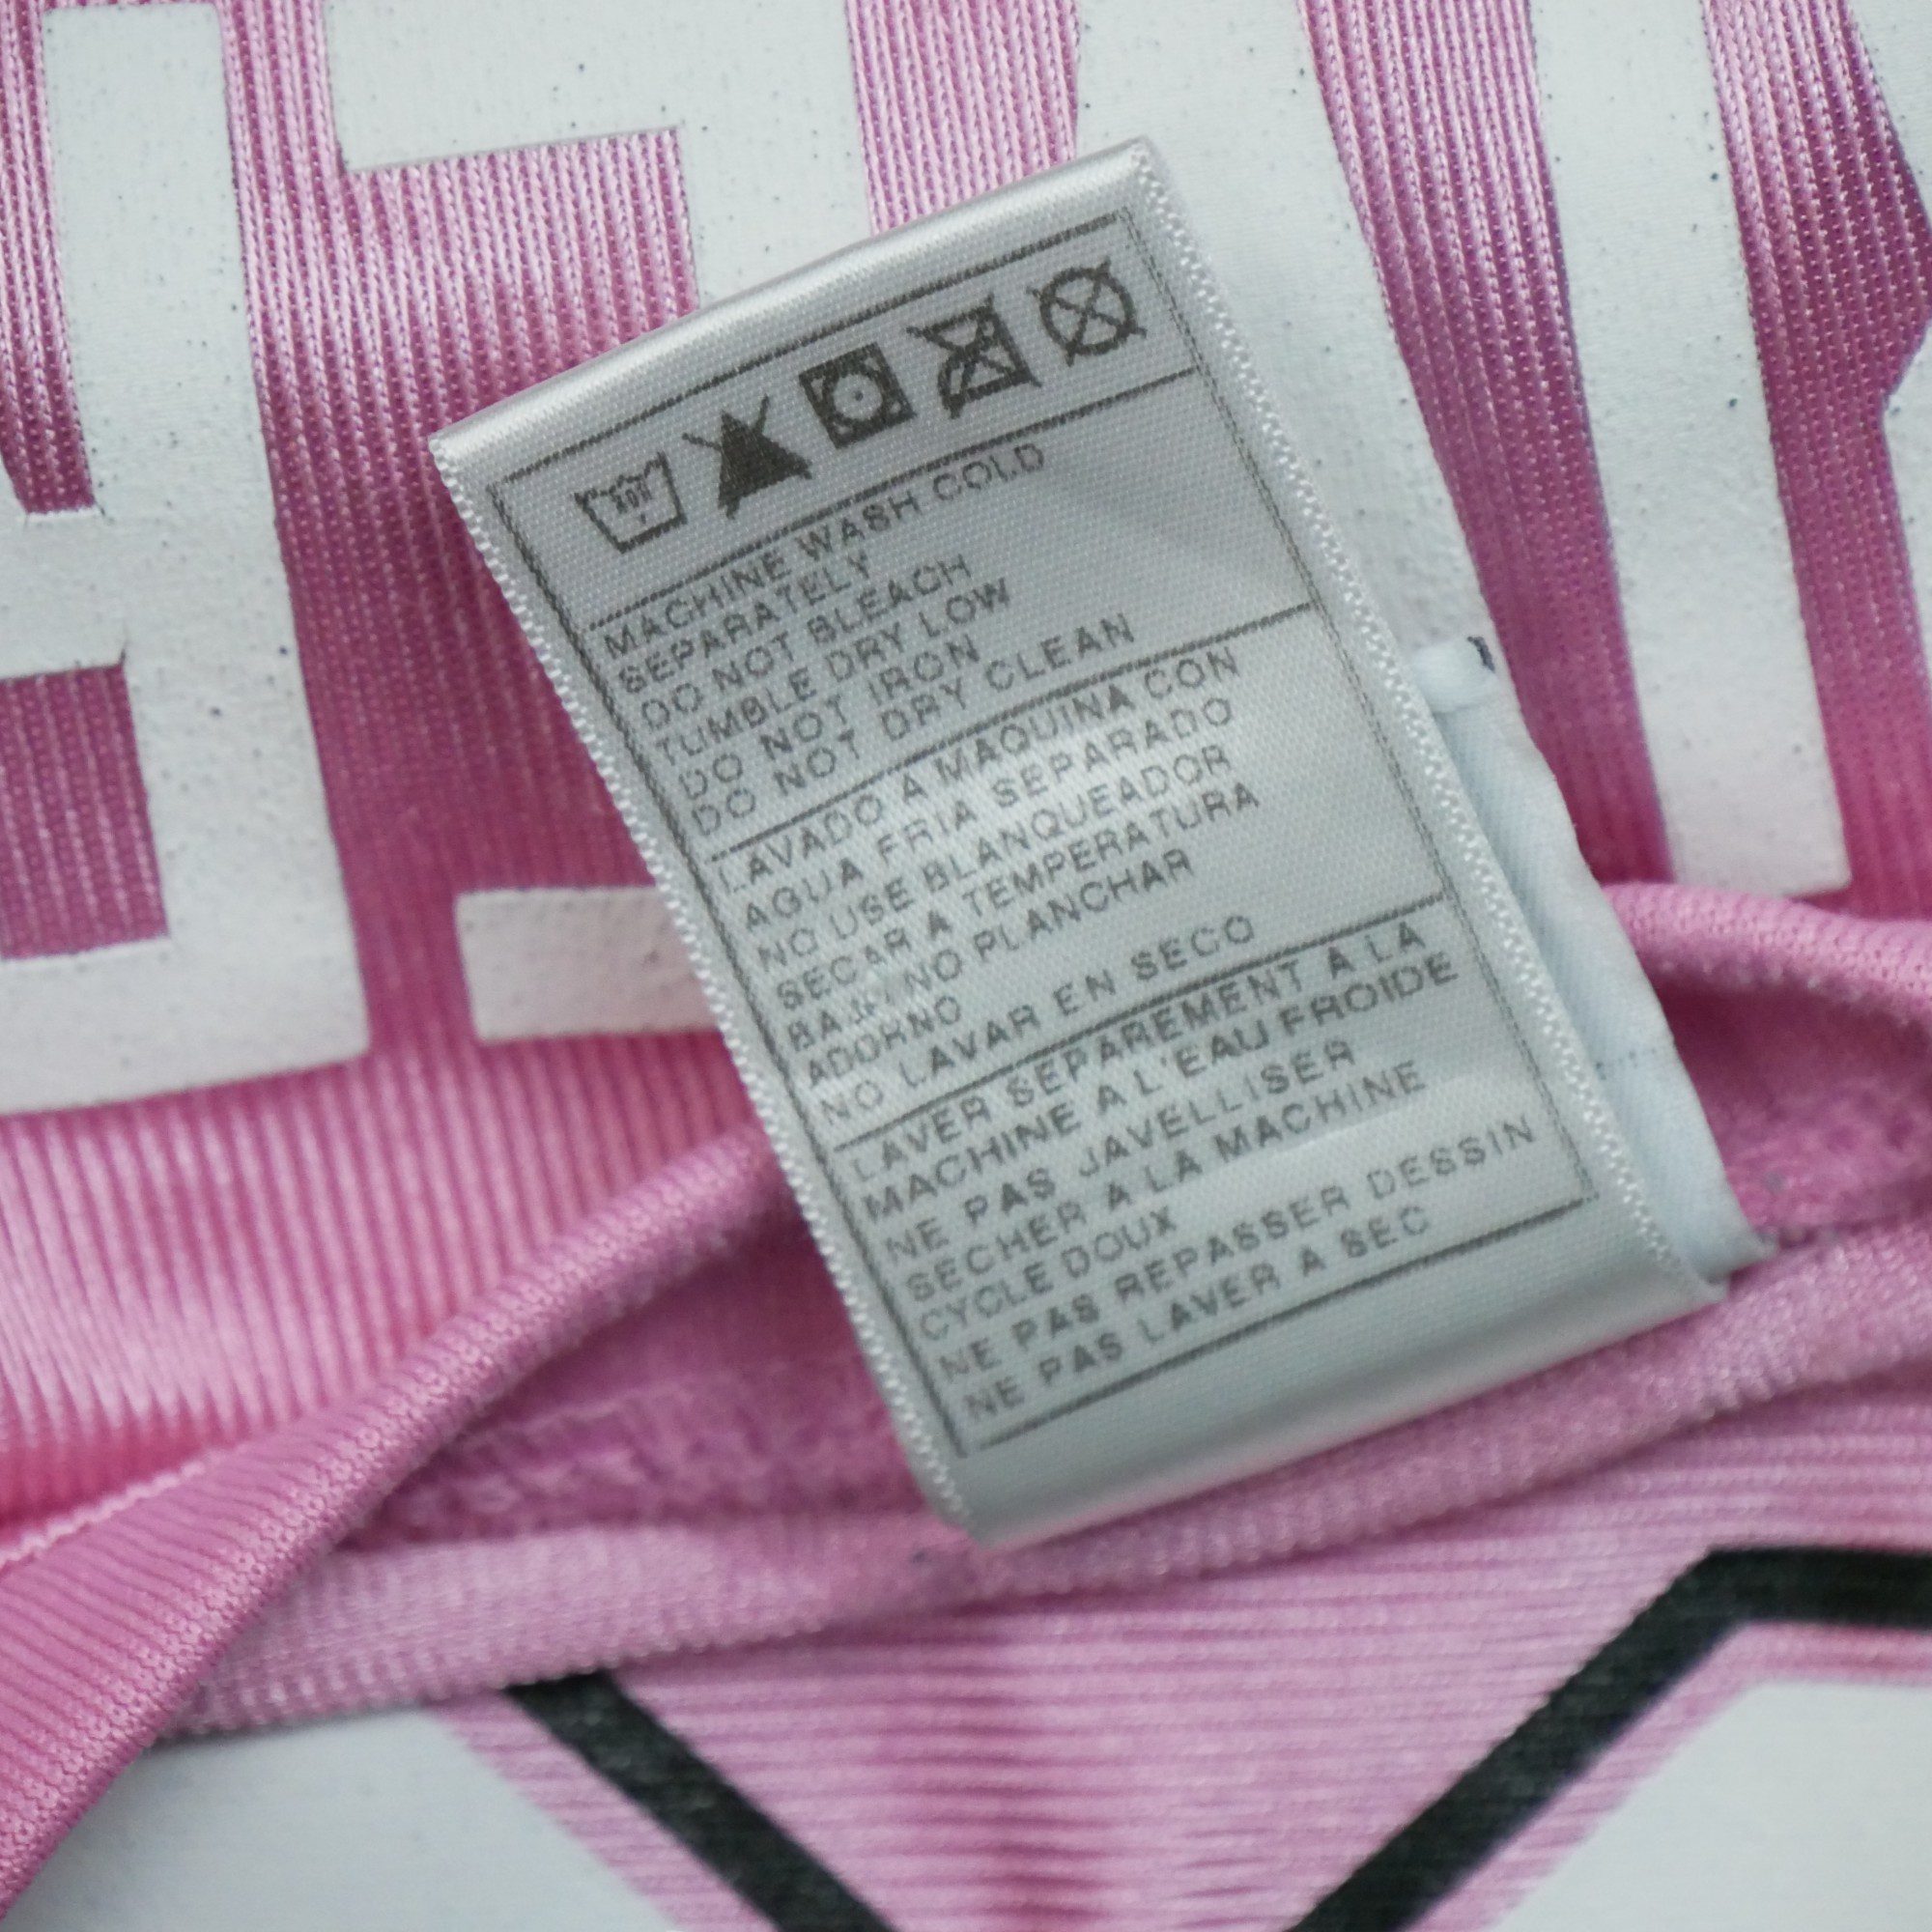 MACHINE WASH COLD
SEPARATELY
DO NOT BLEACH
TUMBLE DRY LOW
DO NOT IRON
DO NOT DRY CLEAN
LAVADO A MAQUINA CON
AGUA FRIA SEPARADO
NO USE BLANQUEADOR
SECAR A TEMPERATURA
BAJO NO PLANCHAR
ADORNO
NO LAVAR EN SECO
LAVER SEPAREMENT A LA
MACHINE A L'EAU FROIDE
NE PAS JAVELLISER
SECHER A LA MACHINE
CYCLE DOUX
NE PAS REPASSER DESSIN
NE PAS LAVER A SEC